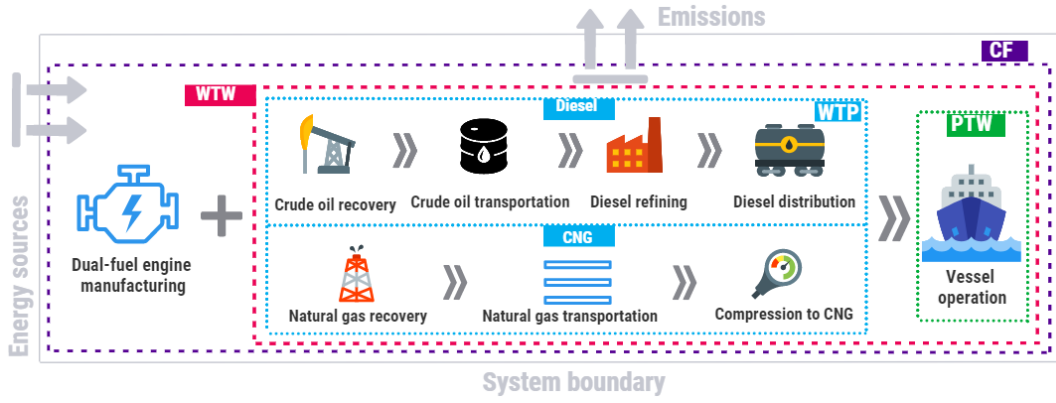 Emissions
CF
WTW
Diesel
WTP
PTW
Crude oil recovery
Crude oil transportation
Diesel refining
Diesel distribution
CNG
Dual-fuel engine
manufacturing
Natural gas recovery
Natural gas transportation
Compression to CNG
Vessel
operation
Energy sources
System boundary